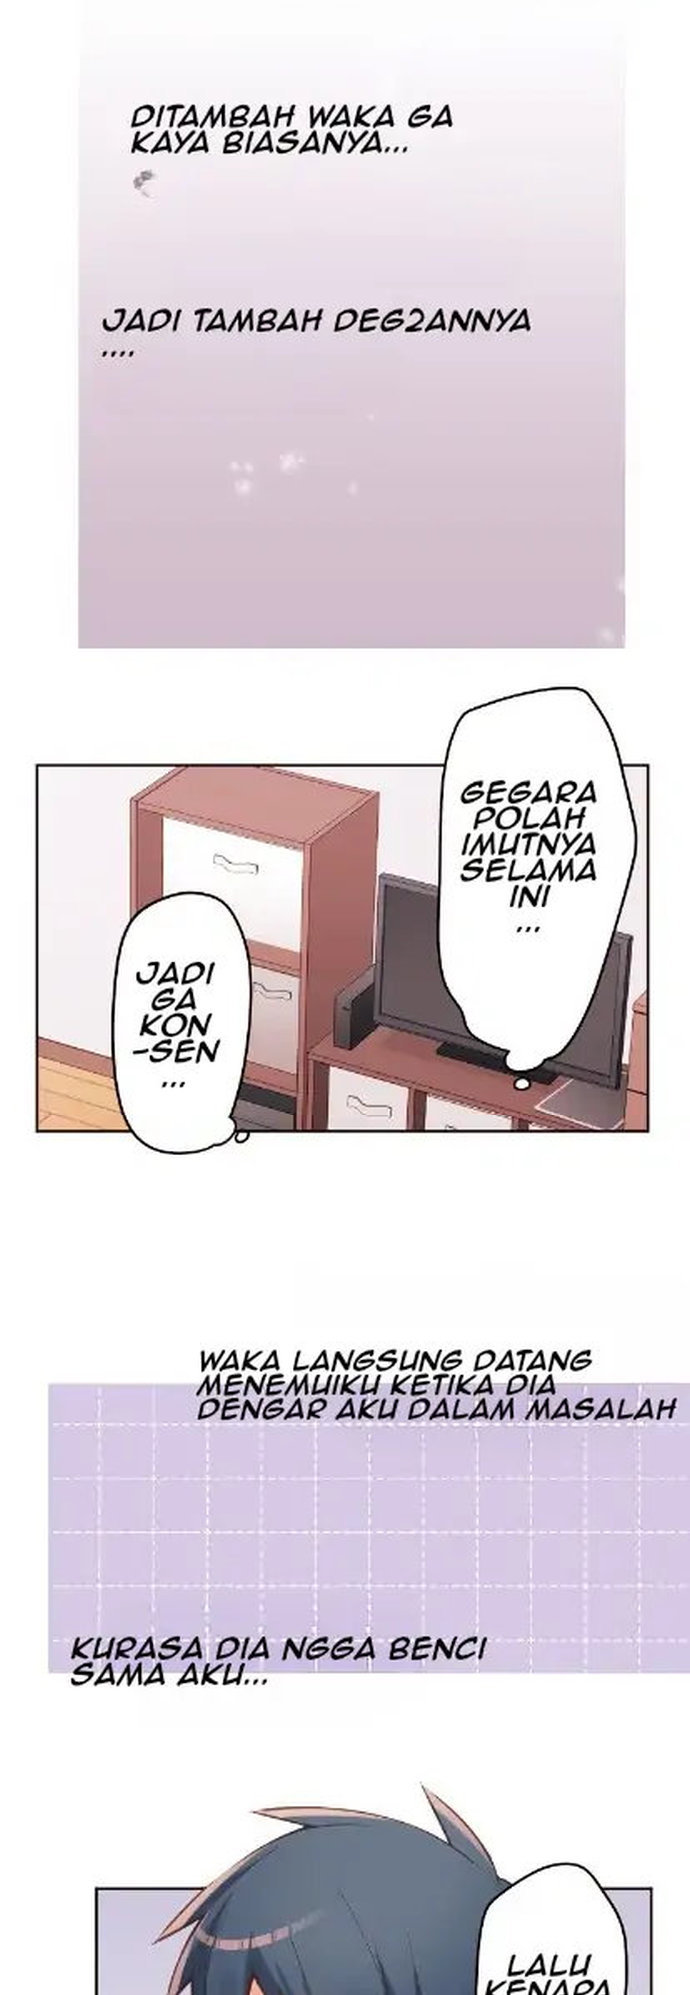 DITAMBAH WAKA GA
KAYA BIASANYA...
JADI TAMBAH DEG2ANNYA
....
GEGARA
POLAH
IMUTNYA
SELAMA
INI
...
JADI
GA
KON
-SEN
...
WAKA LANGSUNG DATANG
MENEMUIKU KETIKA DIA
DENGAR AKU DALAM MASALAH
KURASA DIA NGGA BENCI
SAMA AKU...
LALU
KENAPA